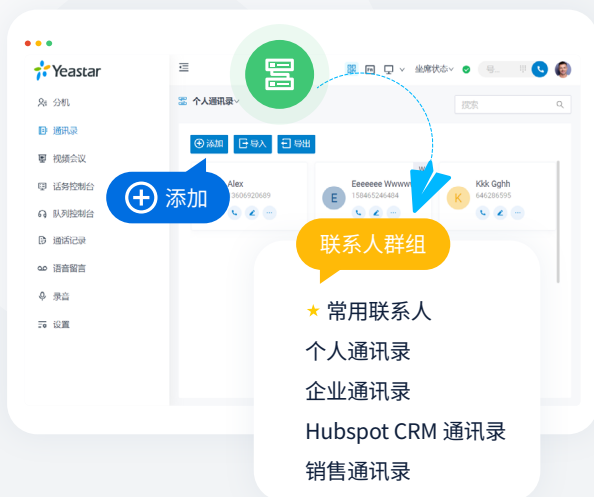 Yeastar
坐席状态
分机
个人通讯录
搜索
通讯录
添加
导入
导出
视频会议
Alex
Eeeeeee Wwww
158465246484
Kkk Gghh
646286595
E
K
话务控制台
添加
队列控制台
联系人群组
通话记录
语音留言
录音
设置
★ 常用联系人
个人通讯录
企业通讯录
Hubspot CRM 通讯录
销售通讯录